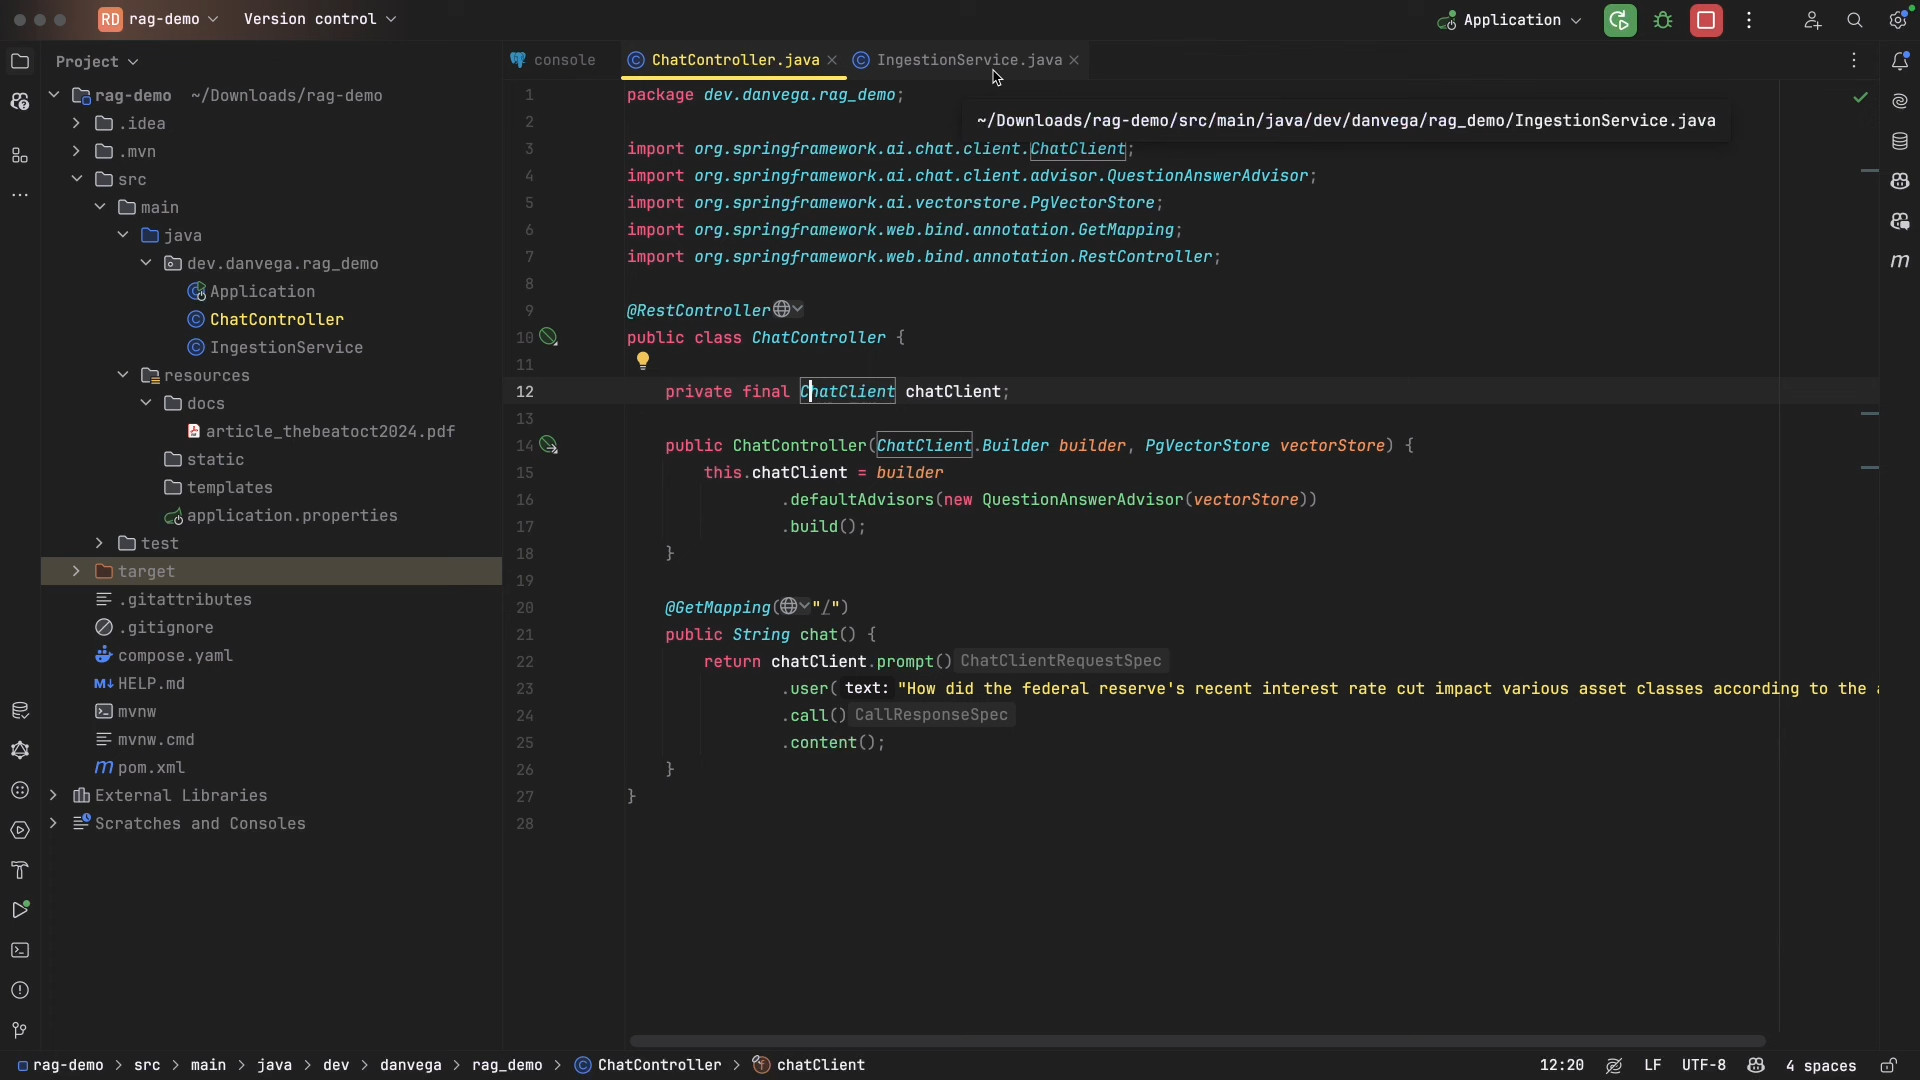 RD rag-demo Version control Application
Project
console ChatController.java IngestionService.java
~/Downloads/rag-demo/src/main/java/dev/danvega/rag_demo/IngestionService.java
rag-demo ~/Downloads/rag-demo
.idea
.mvn
src
main
java
dev.danvega.rag_demo
Application
ChatController
IngestionService
resources
docs
article_thebeatoct2024.pdf
static
templates
application.properties
test
target
.gitattributes
.gitignore
compose.yaml
M↓ HELP.md
mvnw
mvnw.cmd
m pom.xml
External Libraries
Scratches and Consoles
1 package dev.danvega.rag_demo;
2
3 import org.springframework.ai.chat.client.ChatClient;
4 import org.springframework.ai.chat.client.advisor.QuestionAnswerAdvisor;
5 import org.springframework.ai.vectorstore.PgVectorStore;
6 import org.springframework.web.bind.annotation.GetMapping;
7 import org.springframework.web.bind.annotation.RestController;
8
9 @RestController
10 public class ChatController {
11
12 private final ChatClient chatClient;
13
14 public ChatController(ChatClient.Builder builder, PgVectorStore vectorStore) {
15 this.chatClient = builder
16 .defaultAdvisors(new QuestionAnswerAdvisor(vectorStore))
17 .build();
18 }
19
20 @GetMapping("/")
21 public String chat() {
22 return chatClient.prompt() ChatClientRequestSpec
23 .user( text: "How did the federal reserve's recent interest rate cut impact various asset classes according to the
24 .call() CallResponseSpec
25 .content();
26 }
27 }
28
m
rag-demo > src > main > java > dev > danvega > rag_demo > ChatController > chatClient
12:20 LF UTF-8 4 spaces